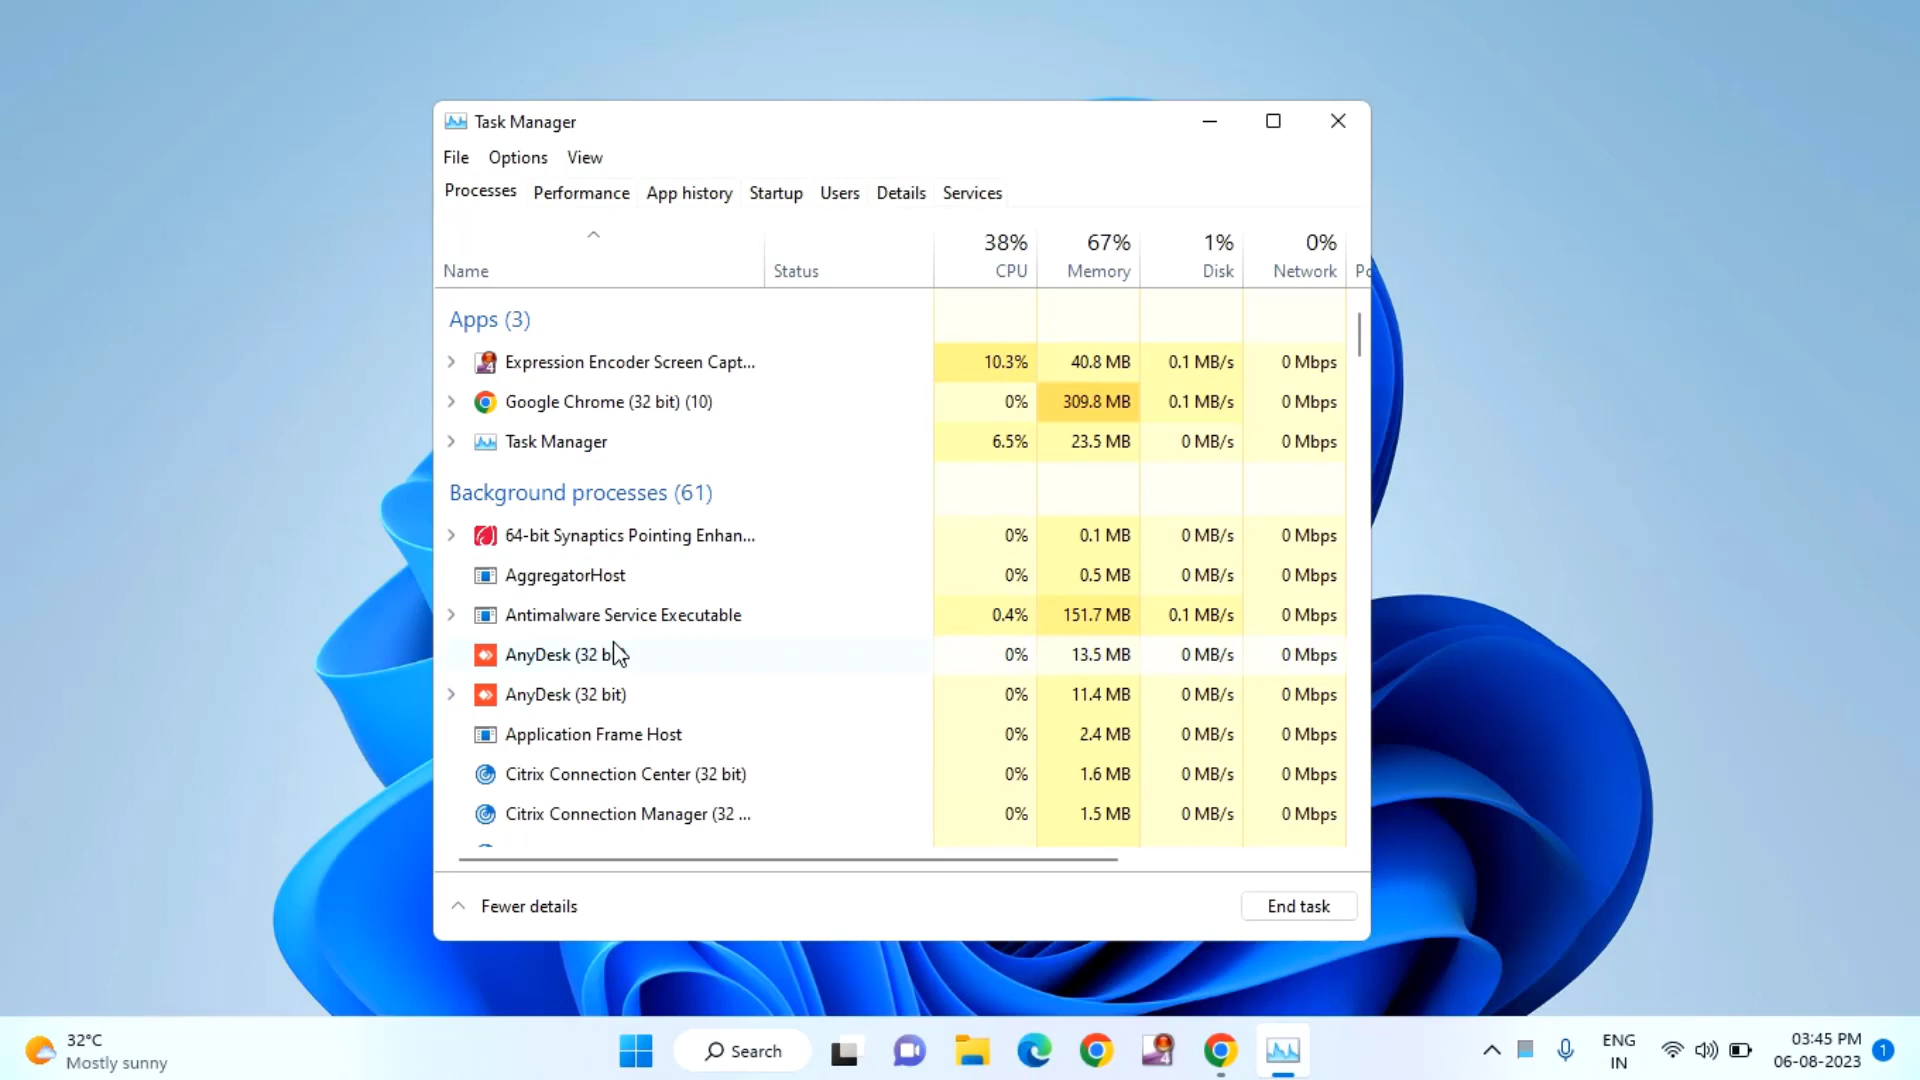 Task Manager
File Options View
Processes Performance App history Startup Users Details Services
38% 67% 1% 0%
Name Status CPU Memory Disk Network Po
Apps (3)
Expression Encoder Screen Capt... 10.3% 40.8 MB 0.1 MB/s 0 Mbps
Google Chrome (32 bit) (10) 0% 309.8 MB 0.1 MB/s 0 Mbps
Task Manager 6.5% 23.5 MB 0 MB/s 0 Mbps
Background processes (61)
64-bit Synaptics Pointing Enhan... 0% 0.1 MB 0 MB/s 0 Mbps
AggregatorHost 0% 0.5 MB 0 MB/s 0 Mbps
Antimalware Service Executable 0.4% 151.7 MB 0.1 MB/s 0 Mbps
AnyDesk (32 bit) 0% 13.5 MB 0 MB/s 0 Mbps
AnyDesk (32 bit) 0% 11.4 MB 0 MB/s 0 Mbps
Application Frame Host 0% 2.4 MB 0 MB/s 0 Mbps
Citrix Connection Center (32 bit) 0% 1.6 MB 0 MB/s 0 Mbps
Citrix Connection Manager (32 ... 0% 1.5 MB 0 MB/s 0 Mbps
Fewer details End task
32°C
Mostly sunny
Search
4
ENG
IN
03:45 PM
06-08-2023
1